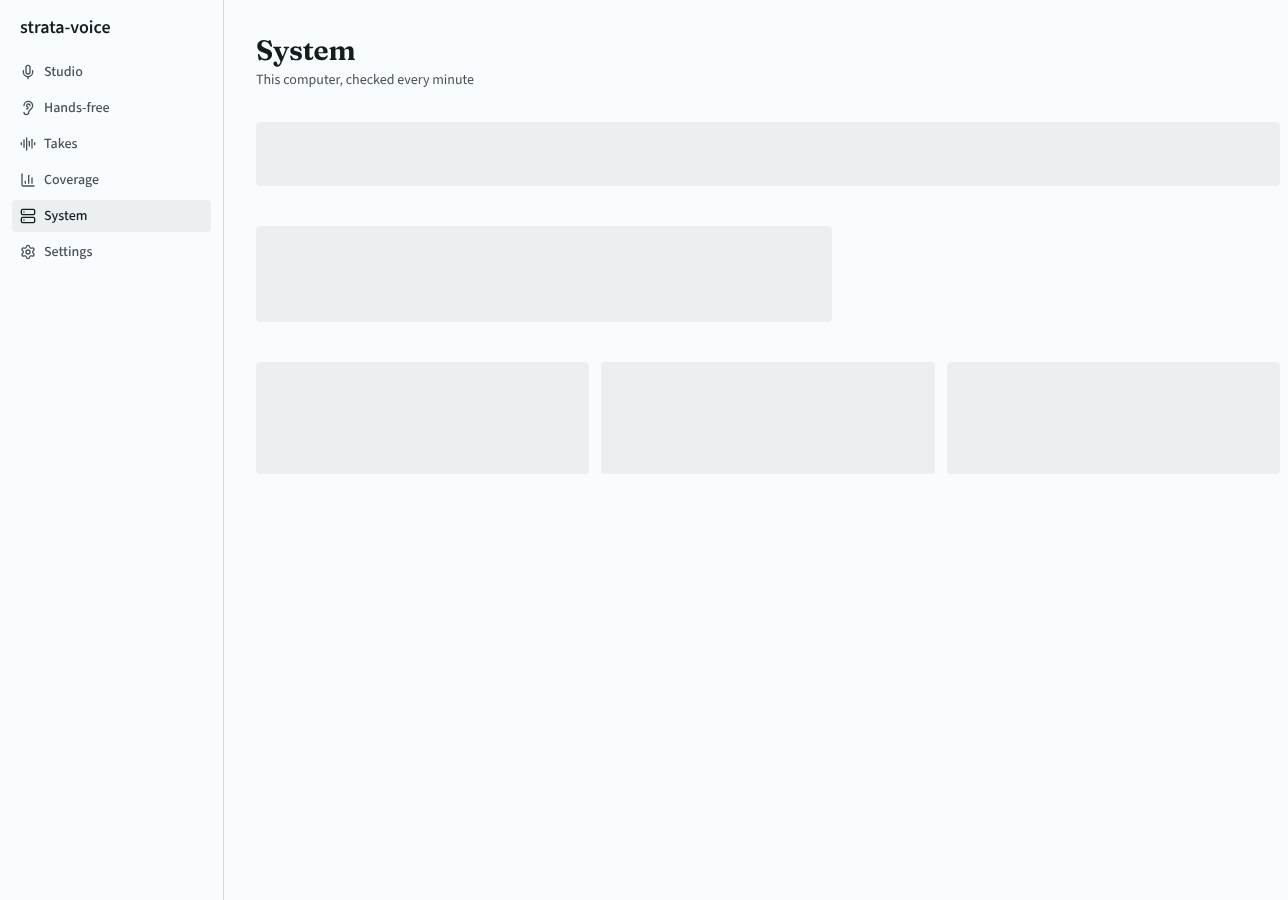 strata-voice
Studio
Hands-free
Takes
Coverage
System
Settings
System
This computer, checked every minute